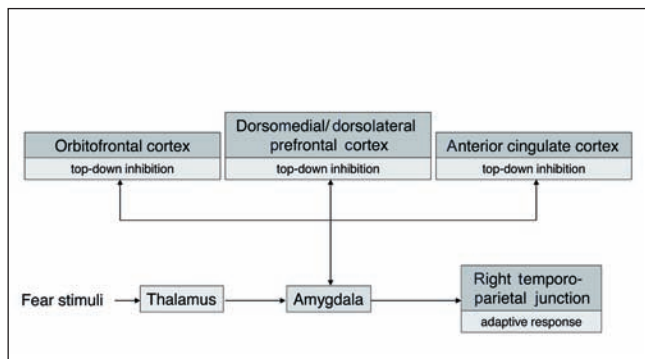 Orbitofrontal cortex
top-down inhibition
Dorsomedial/dorsolateral
prefrontal cortex
top-down inhibition
Anterior cingulate cortex
top-down inhibition
Fear stimuli
Thalamus
Amygdala
Right temporo-
parietal junction
adaptive response